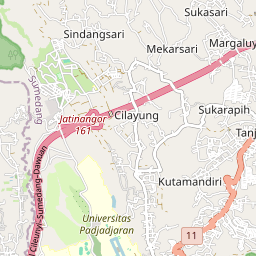 Sukasari
Sindangsari
Mekarsari
Margaluy
Sumedang
Jatinangor
161
Cilayung
Sukarapih
Tanj
Kutamandiri
Cileunyi-Sumedang-Dawuan
Universitas
Padjadjaran
11